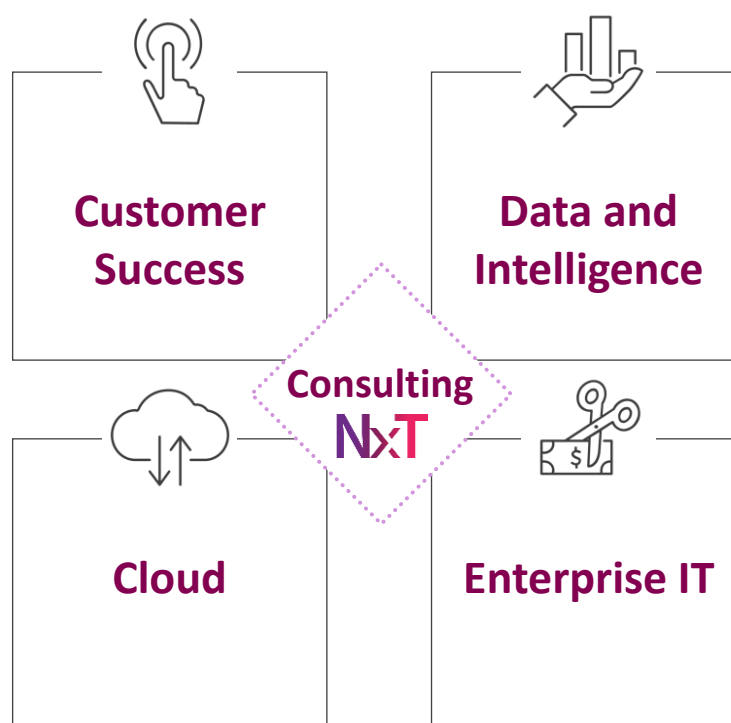 Customer
Success
Data and
Intelligence
Consulting
NxT
$
Cloud
Enterprise IT